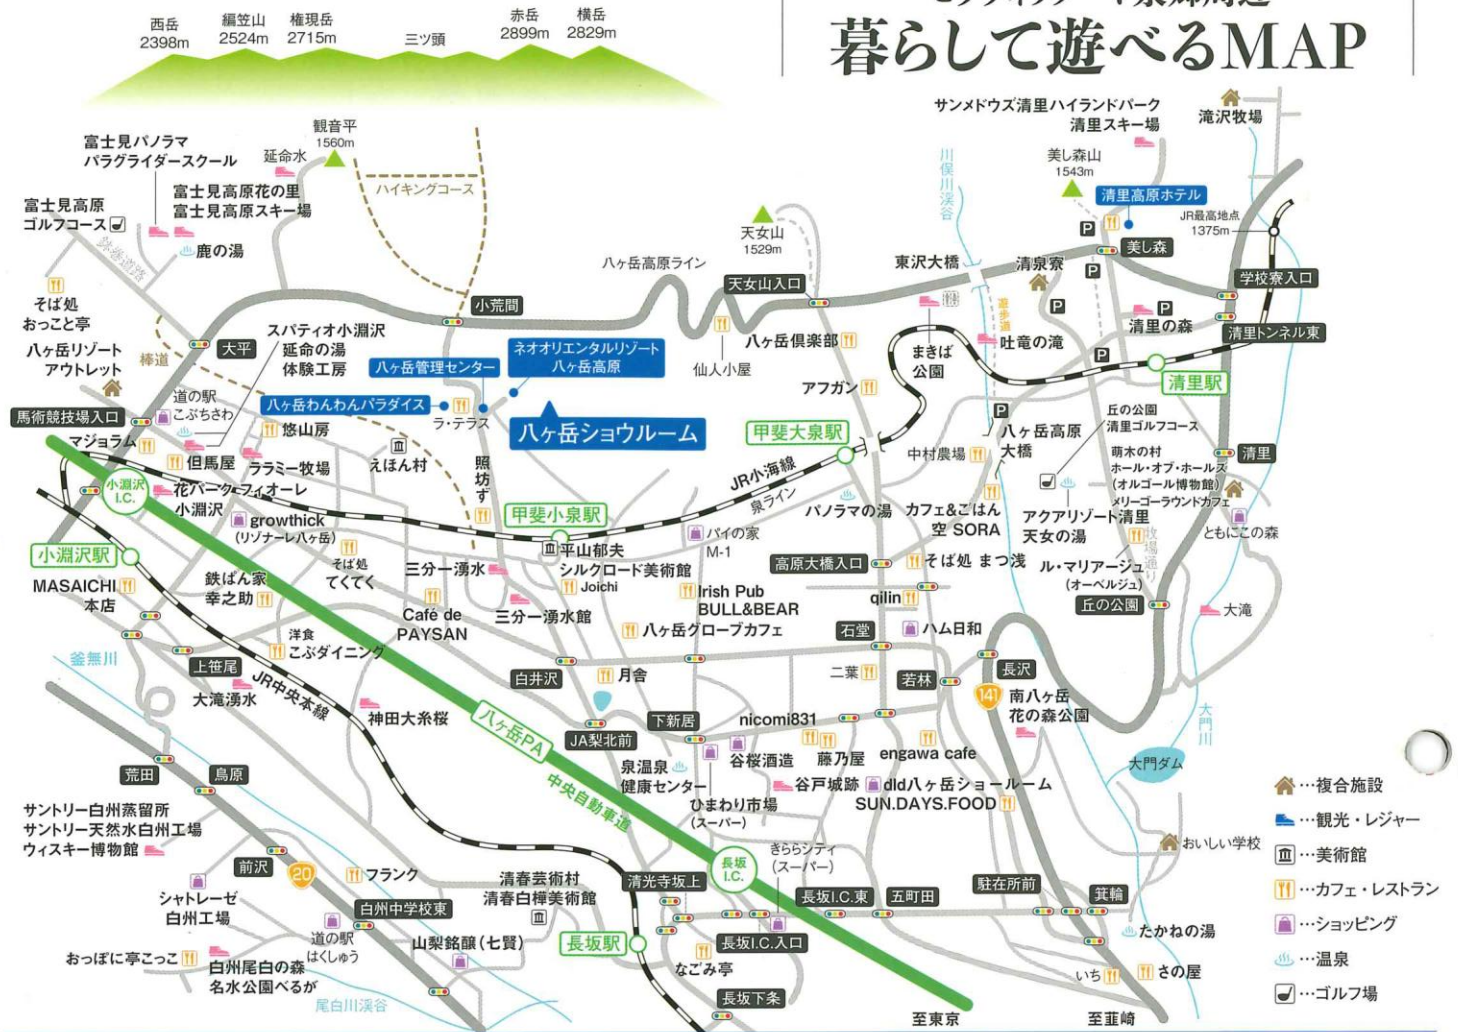 暮らして遊べるMAP
西岳
2398m
編笠山
2524m
権現岳
2715m
三ツ頭
赤岳
2899m
横岳
2829m
観音平
1560m
延命水
ハイキングコース
富士見パノラマ
パラグライダースクール
富士見高原花の里
富士見高原スキー場
富士見高原
ゴルフコース
鉢巻道路
鹿の湯
そば処
おっこと亭
八ヶ岳リゾート
アウトレット
棒道
大平
小荒間
八ヶ岳高原ライン
スパティオ小淵沢
延命の湯
体験工房
道の駅
こぶちさわ
馬術競技場入口
マジョラム
但馬屋
悠山房
ララミー牧場
えほん村
八ヶ岳管理センター
ネオオリエンタルリゾート
八ヶ岳高原
八ヶ岳わんわんパラダイス
ラ・テラス
八ヶ岳ショウルーム
照坊ず
天女山
1529m
天女山入口
仙人小屋
八ヶ岳倶楽部
アフガン
東沢大橋
川俣川渓谷
まきば
公園
遊歩道
吐竜の滝
サンメドウズ清里ハイランドパーク
清里スキー場
滝沢牧場
美し森山
1543m
清里高原ホテル
JR最高地点
1375m
美し森
清泉寮
P
P
P
P
P
P
清里の森
学校寮入口
清里トンネル東
清里駅
丘の公園
清里ゴルフコース
萌木の村
ホール・オブ・ホールズ
(オルゴール博物館)
メリーゴーラウンドカフェ
清里
八ヶ岳高原
大橋
中村農場
甲斐大泉駅
JR小海線
泉ライン
パノラマの湯
カフェ&ごはん
空 SORA
アクアリゾート清里
天女の湯
ともにこの森
牧場通り
ル・マリアージュ
(オーベルジュ)
丘の公園
大滝
小淵沢
I.C.
花パーク フィオーレ
小淵沢
growthick
(リゾナーレ八ヶ岳)
小淵沢駅
MASAICHI
本店
鉄ぱん家
幸之助
そば処
てくてく
三分一湧水
甲斐小泉駅
平山郁夫
シルクロード美術館
Joichi
パイの家
M-1
高原大橋入口
そば処 まつ浅
qilin
ハム日和
Café de
PAYSAN
三分一湧水館
Irish Pub
BULL&BEAR
八ヶ岳グローブカフェ
石堂
洋食
こぶダイニング
釜無川
上笹尾
大滝湧水
JR中央本線
神田大糸桜
白井沢
月舎
二葉
若林
長沢
141
南八ヶ岳
花の森公園
八ヶ岳PA
中央自動車道
JA梨北前
下新居
nicomi831
谷桜酒造
藤乃屋
engawa cafe
大門川
大門ダム
泉温泉
健康センター
ひまわり市場
(スーパー)
谷戸城跡
dld八ヶ岳ショールーム
SUN.DAYS.FOOD
荒田
鳥原
サントリー白州蒸留所
サントリー天然水白州工場
ウィスキー博物館
前沢
20
フランク
シャトレーゼ
白州工場
道の駅
はくしゅう
白州中学校東
おっぽに亭こっこ
白州尾白の森
名水公園べるが
尾白川渓谷
山梨銘醸(七賢)
清春芸術村
清春白樺美術館
長坂駅
清光寺坂上
長坂
I.C.
きららシティ
(スーパー)
長坂I.C.東
五町田
駐在所前
箕輪
おいしい学校
長坂I.C.入口
なごみ亭
長坂下条
たかねの湯
いち
さの屋
至東京
至韮崎
…複合施設
…観光・レジャー
…美術館
…カフェ・レストラン
…ショッピング
…温泉
…ゴルフ場